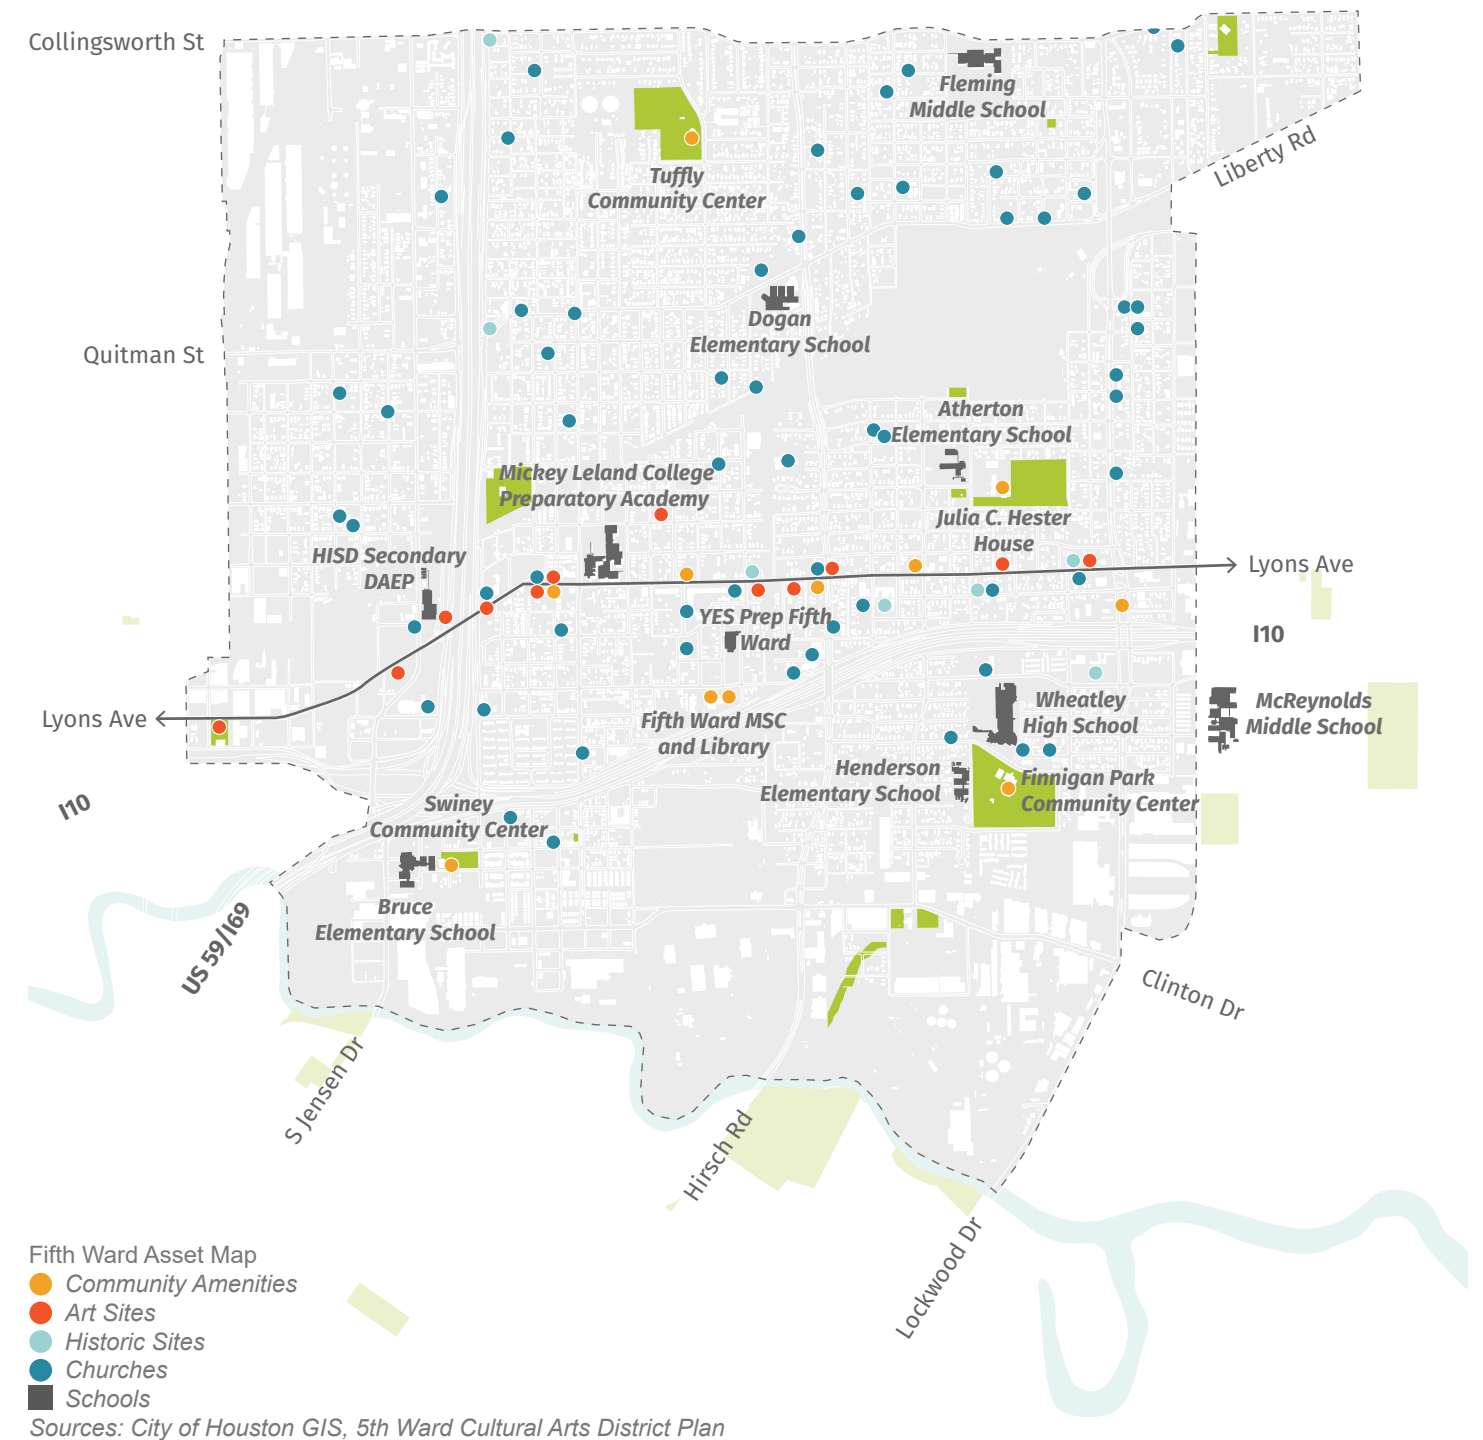 Collingsworth St
Fleming
Middle School
Liberty Rd
Tuffly
Community Center
Dogan
Elementary School
Quitman St
Atherton
Elementary School
Mickey Leland College
Preparatory Academy
Julia C. Hester
House
HISD Secondary
DAEP
Lyons Ave
YES Prep Fifth
Ward
I10
Lyons Ave
Fifth Ward MSC
and Library
Wheatley
High School
McReynolds
Middle School
Henderson
Elementary School
Finnigan Park
Community Center
I10
Swiney
Community Center
Bruce
Elementary School
US 59/I69
Clinton Dr
S Jensen Dr
Hirsch Rd
Lockwood Dr
Fifth Ward Asset Map
Community Amenities
Art Sites
Historic Sites
Churches
Schools
Sources: City of Houston GIS, 5th Ward Cultural Arts District Plan